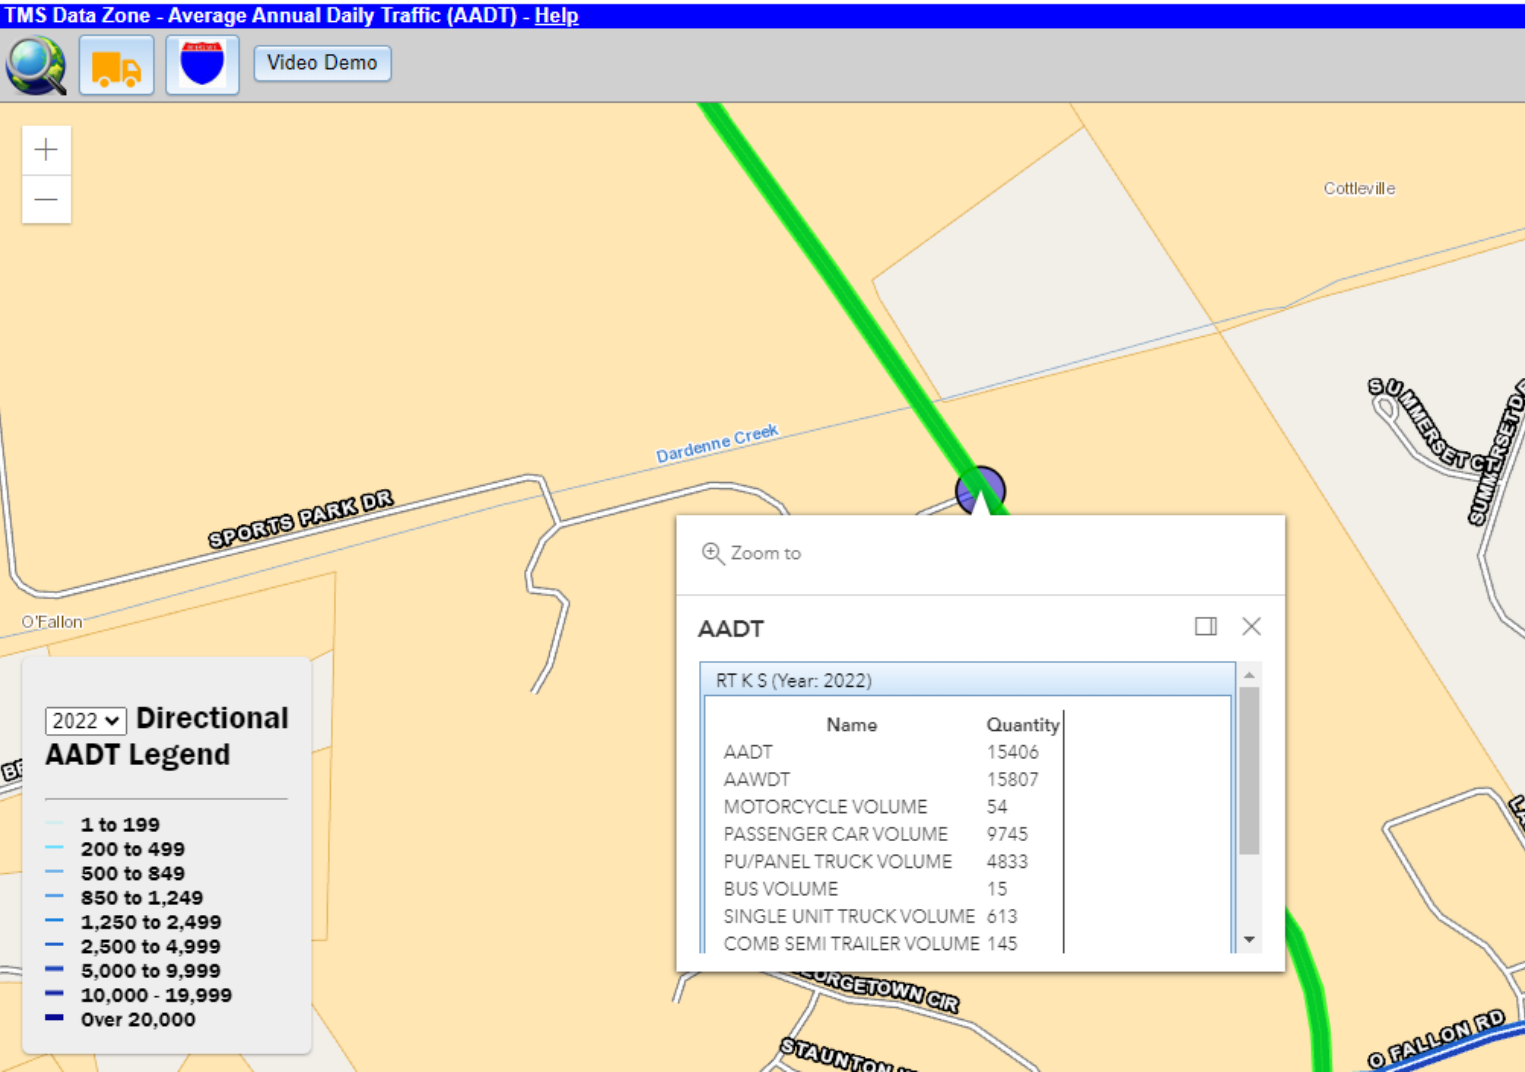 TMS Data Zone - Average Annual Daily Traffic (AADT) - Help
Video Demo
Cottleville
Dardenne Creek
SPORTS PARK DR
O'Fallon
Zoom to
AADT
RT K S (Year: 2022)
Name Quantity
AADT 15406
AAWDT 15807
MOTORCYCLE VOLUME 54
PASSENGER CAR VOLUME 9745
PU/PANEL TRUCK VOLUME 4833
BUS VOLUME 15
SINGLE UNIT TRUCK VOLUME 613
COMB SEMI TRAILER VOLUME 145
2022 Directional
AADT Legend
1 to 199
200 to 499
500 to 849
850 to 1,249
1,250 to 2,499
2,500 to 4,999
5,000 to 9,999
10,000 - 19,999
Over 20,000
O FALLON RD